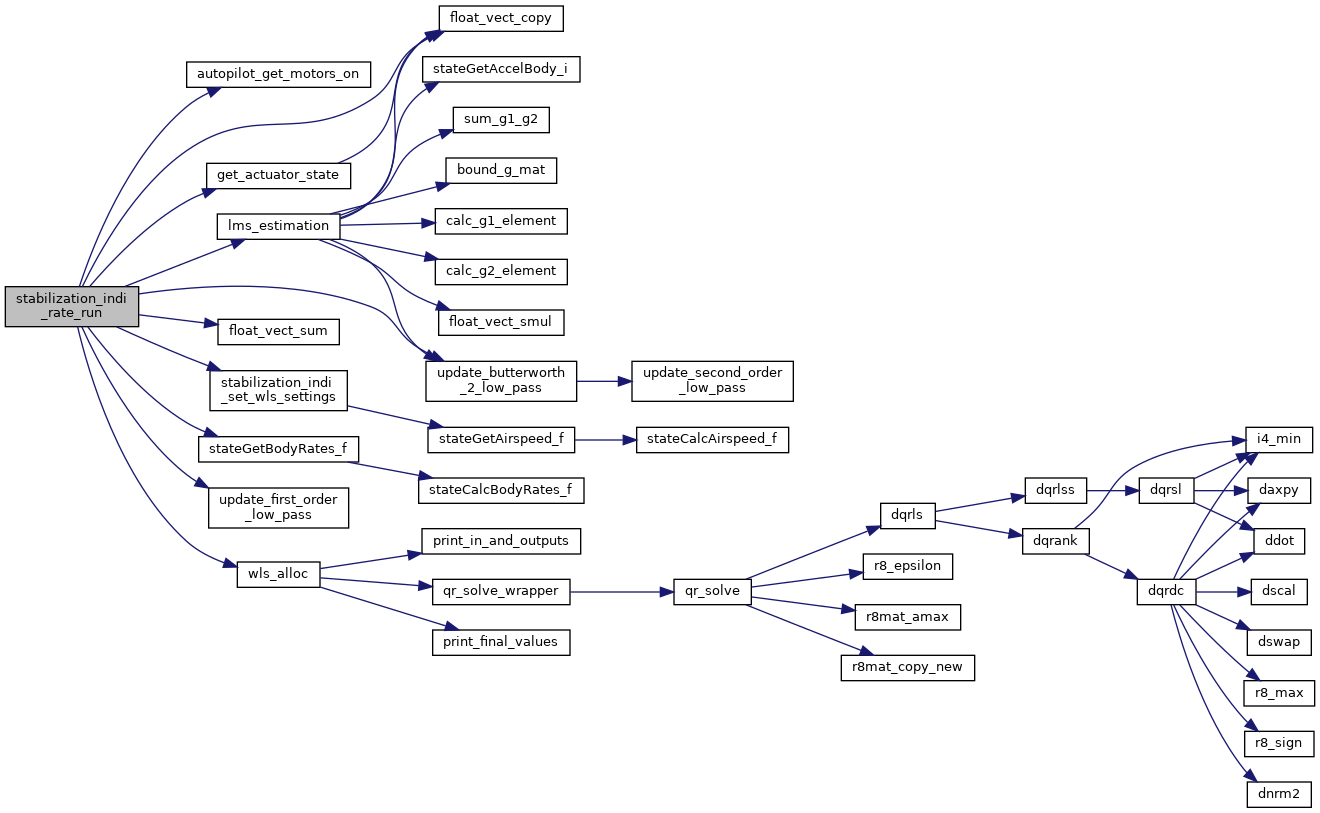 float_vect_copy
stateGetAccelBody_i
autopilot_get_motors_on
sum_g1_g2
bound_g_mat
get_actuator_state
lms_estimation
calc_g1_element
calc_g2_element
stabilization_indi
_rate_run
float_vect_smul
float_vect_sum
update_butterworth
_2_low_pass
update_second_order
_low_pass
stabilization_indi
_set_wls_settings
stateGetAirspeed_f
stateCalcAirspeed_f
i4_min
stateGetBodyRates_f
stateCalcBodyRates_f
dqrlss
dqrsl
daxpy
update_first_order
_low_pass
dqrls
print_in_and_outputs
dqrank
ddot
wls_alloc
r8_epsilon
qr_solve_wrapper
qr_solve
dqrdc
dscal
r8mat_amax
print_final_values
dswap
r8mat_copy_new
r8_max
r8_sign
dnrm2